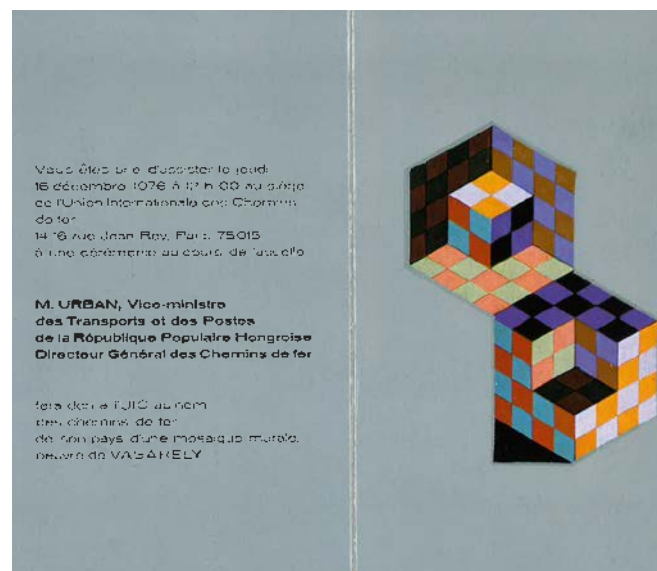 Vous êtes prié d'assister le jeudi
16 décembre 1976 à 12 h 00 au siège
de l'Union Internationale des Chemins
de fer
14-16 rue Jean Rey, Paris 75015
à une cérémonie au cours de laquelle
M. URBAN, Vice-ministre
des Transports et des Postes
de la République Populaire Hongroise
Directeur Général des Chemins de fer
fera don à l'UIC au nom
des chemins de fer
de son pays d'une mosaïque murale,
oeuvre de VASARELY